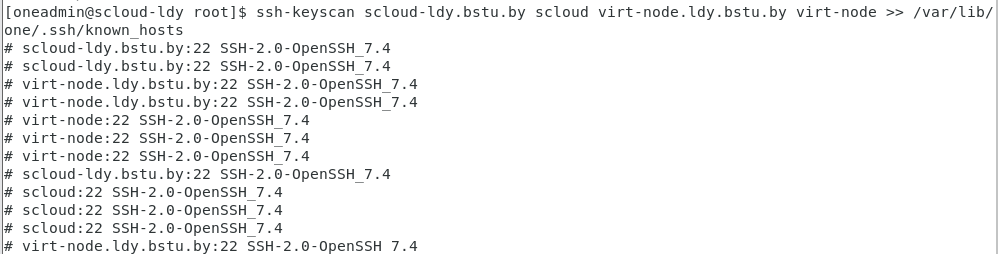 [oneadmin@scloud-ldy root]$ ssh-keyscan scloud-ldy.bstu.by scloud virt-node.ldy.bstu.by virt-node >> /var/lib/
one/.ssh/known_hosts
# scloud-ldy.bstu.by:22 SSH-2.0-OpenSSH_7.4
# scloud-ldy.bstu.by:22 SSH-2.0-OpenSSH_7.4
# virt-node.ldy.bstu.by:22 SSH-2.0-OpenSSH_7.4
# virt-node.ldy.bstu.by:22 SSH-2.0-OpenSSH_7.4
# virt-node:22 SSH-2.0-OpenSSH_7.4
# virt-node:22 SSH-2.0-OpenSSH_7.4
# virt-node:22 SSH-2.0-OpenSSH_7.4
# scloud-ldy.bstu.by:22 SSH-2.0-OpenSSH_7.4
# scloud:22 SSH-2.0-OpenSSH_7.4
# scloud:22 SSH-2.0-OpenSSH_7.4
# scloud:22 SSH-2.0-OpenSSH_7.4
# virt-node.ldy.bstu.by:22 SSH-2.0-OpenSSH 7.4